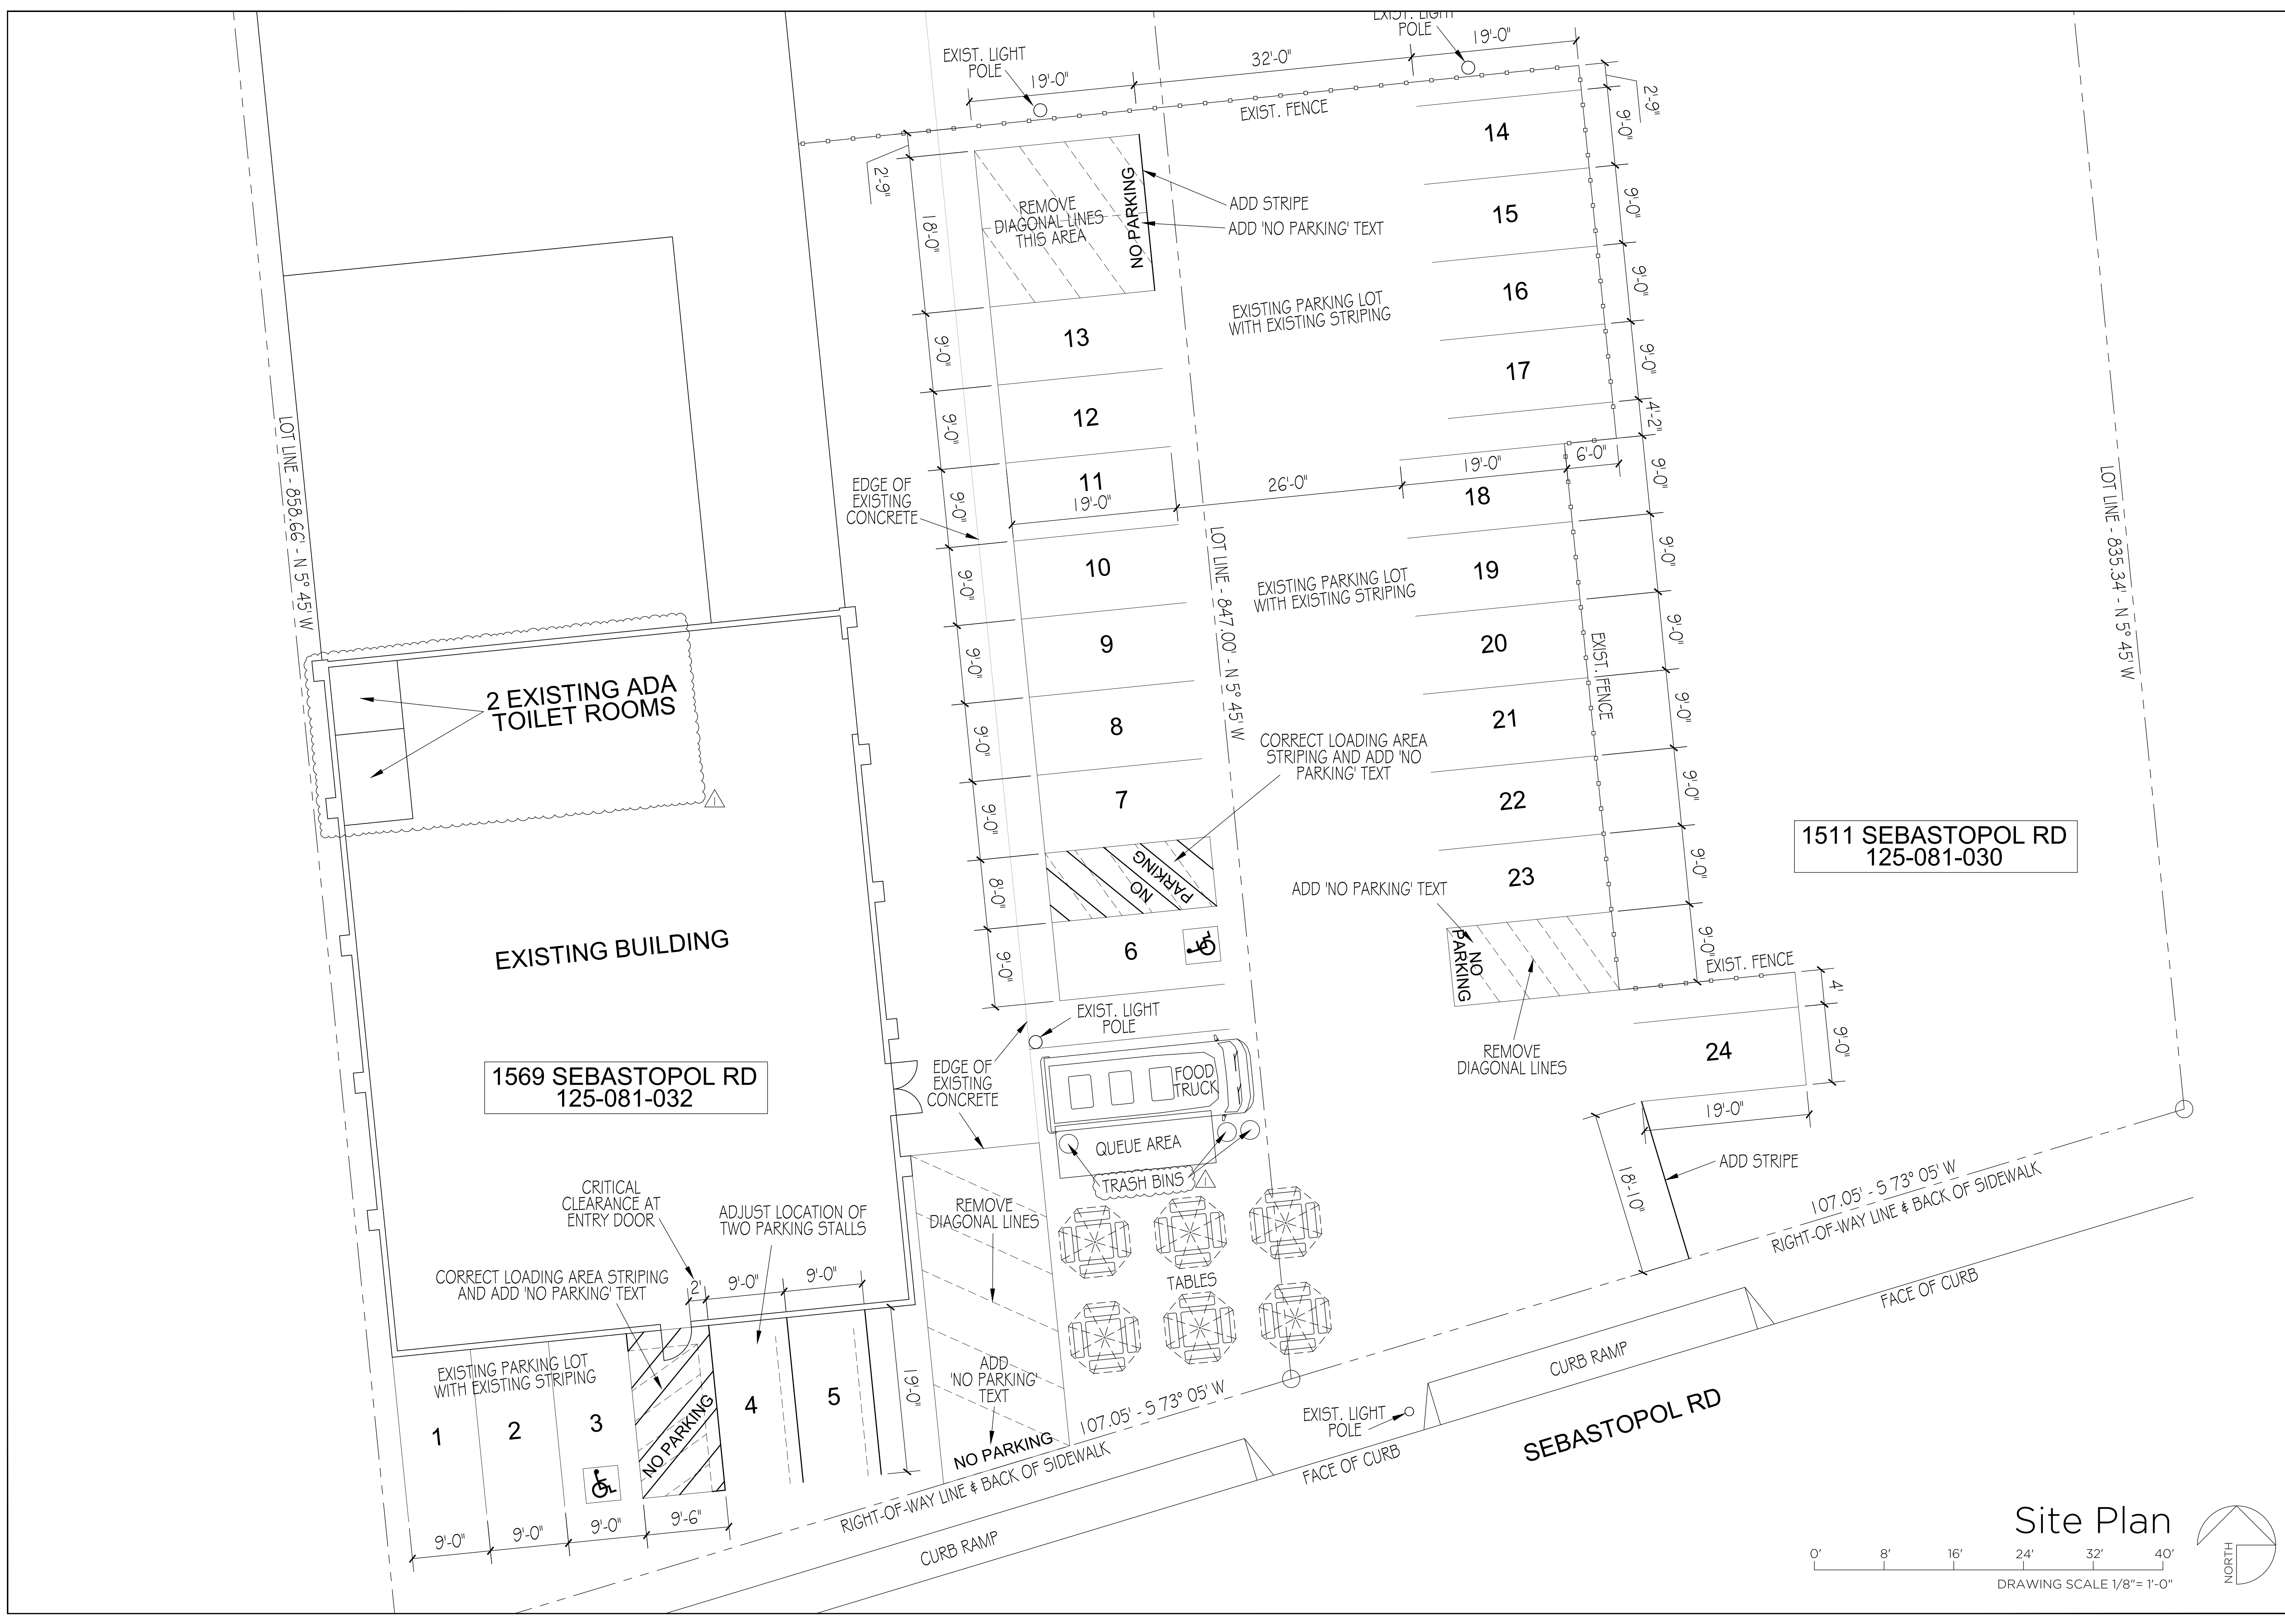 EXIST. LIGHT
POLE
19'-0"
32'-0"
EXIST. LIGHT
POLE
19'-0"
EXIST. FENCE
2'-9"
2'-9"
18'-0"
REMOVE
DIAGONAL LINES
THIS AREA
NO PARKING
ADD STRIPE
ADD 'NO PARKING' TEXT
14
9'-0"
15
9'-0"
16
9'-0"
17
9'-0"
4'-2"
EXISTING PARKING LOT
WITH EXISTING STRIPING
13
9'-0"
12
9'-0"
11
9'-0"
19'-0"
26'-0"
19'-0"
6'-0"
EDGE OF
EXISTING
CONCRETE
10
9'-0"
9
9'-0"
8
9'-0"
7
9'-0"
8'-0"
NO
PARKING
6
9'-0"
LOT LINE - 858.66' - N 5° 45' W
LOT LINE - 847.00' - N 5° 45' W
LOT LINE - 835.34' - N 5° 45' W
EXISTING PARKING LOT
WITH EXISTING STRIPING
18
9'-0"
19
9'-0"
20
9'-0"
21
9'-0"
22
9'-0"
23
9'-0"
9'-0"
EXIST. FENCE
CORRECT LOADING AREA
STRIPING AND ADD 'NO
PARKING' TEXT
ADD 'NO PARKING' TEXT
NO
PARKING
EXIST. FENCE
4'
9'-0"
24
19'-0"
REMOVE
DIAGONAL LINES
18'-10"
ADD STRIPE
1511 SEBASTOPOL RD
125-081-030
2 EXISTING ADA
TOILET ROOMS
1
EXISTING BUILDING
1569 SEBASTOPOL RD
125-081-032
EXIST. LIGHT
POLE
EDGE OF
EXISTING
CONCRETE
FOOD
TRUCK
QUEUE AREA
TRASH BINS
1
TABLES
REMOVE
DIAGONAL LINES
CRITICAL
CLEARANCE AT
ENTRY DOOR
ADJUST LOCATION OF
TWO PARKING STALLS
CORRECT LOADING AREA STRIPING
AND ADD 'NO PARKING' TEXT
2'
9'-0"
9'-0"
EXISTING PARKING LOT
WITH EXISTING STRIPING
1
2
3
NO PARKING
4
5
19'-0"
ADD
'NO PARKING'
TEXT
NO PARKING
9'-0"
9'-0"
9'-0"
9'-6"
107.05' - S 73° 05' W
RIGHT-OF-WAY LINE & BACK OF SIDEWALK
107.05' - S 73° 05' W
RIGHT-OF-WAY LINE & BACK OF SIDEWALK
CURB RAMP
FACE OF CURB
EXIST. LIGHT
POLE
CURB RAMP
FACE OF CURB
SEBASTOPOL RD
Site Plan
0' 8' 16' 24' 32' 40'
DRAWING SCALE 1/8"= 1'-0"
NORTH